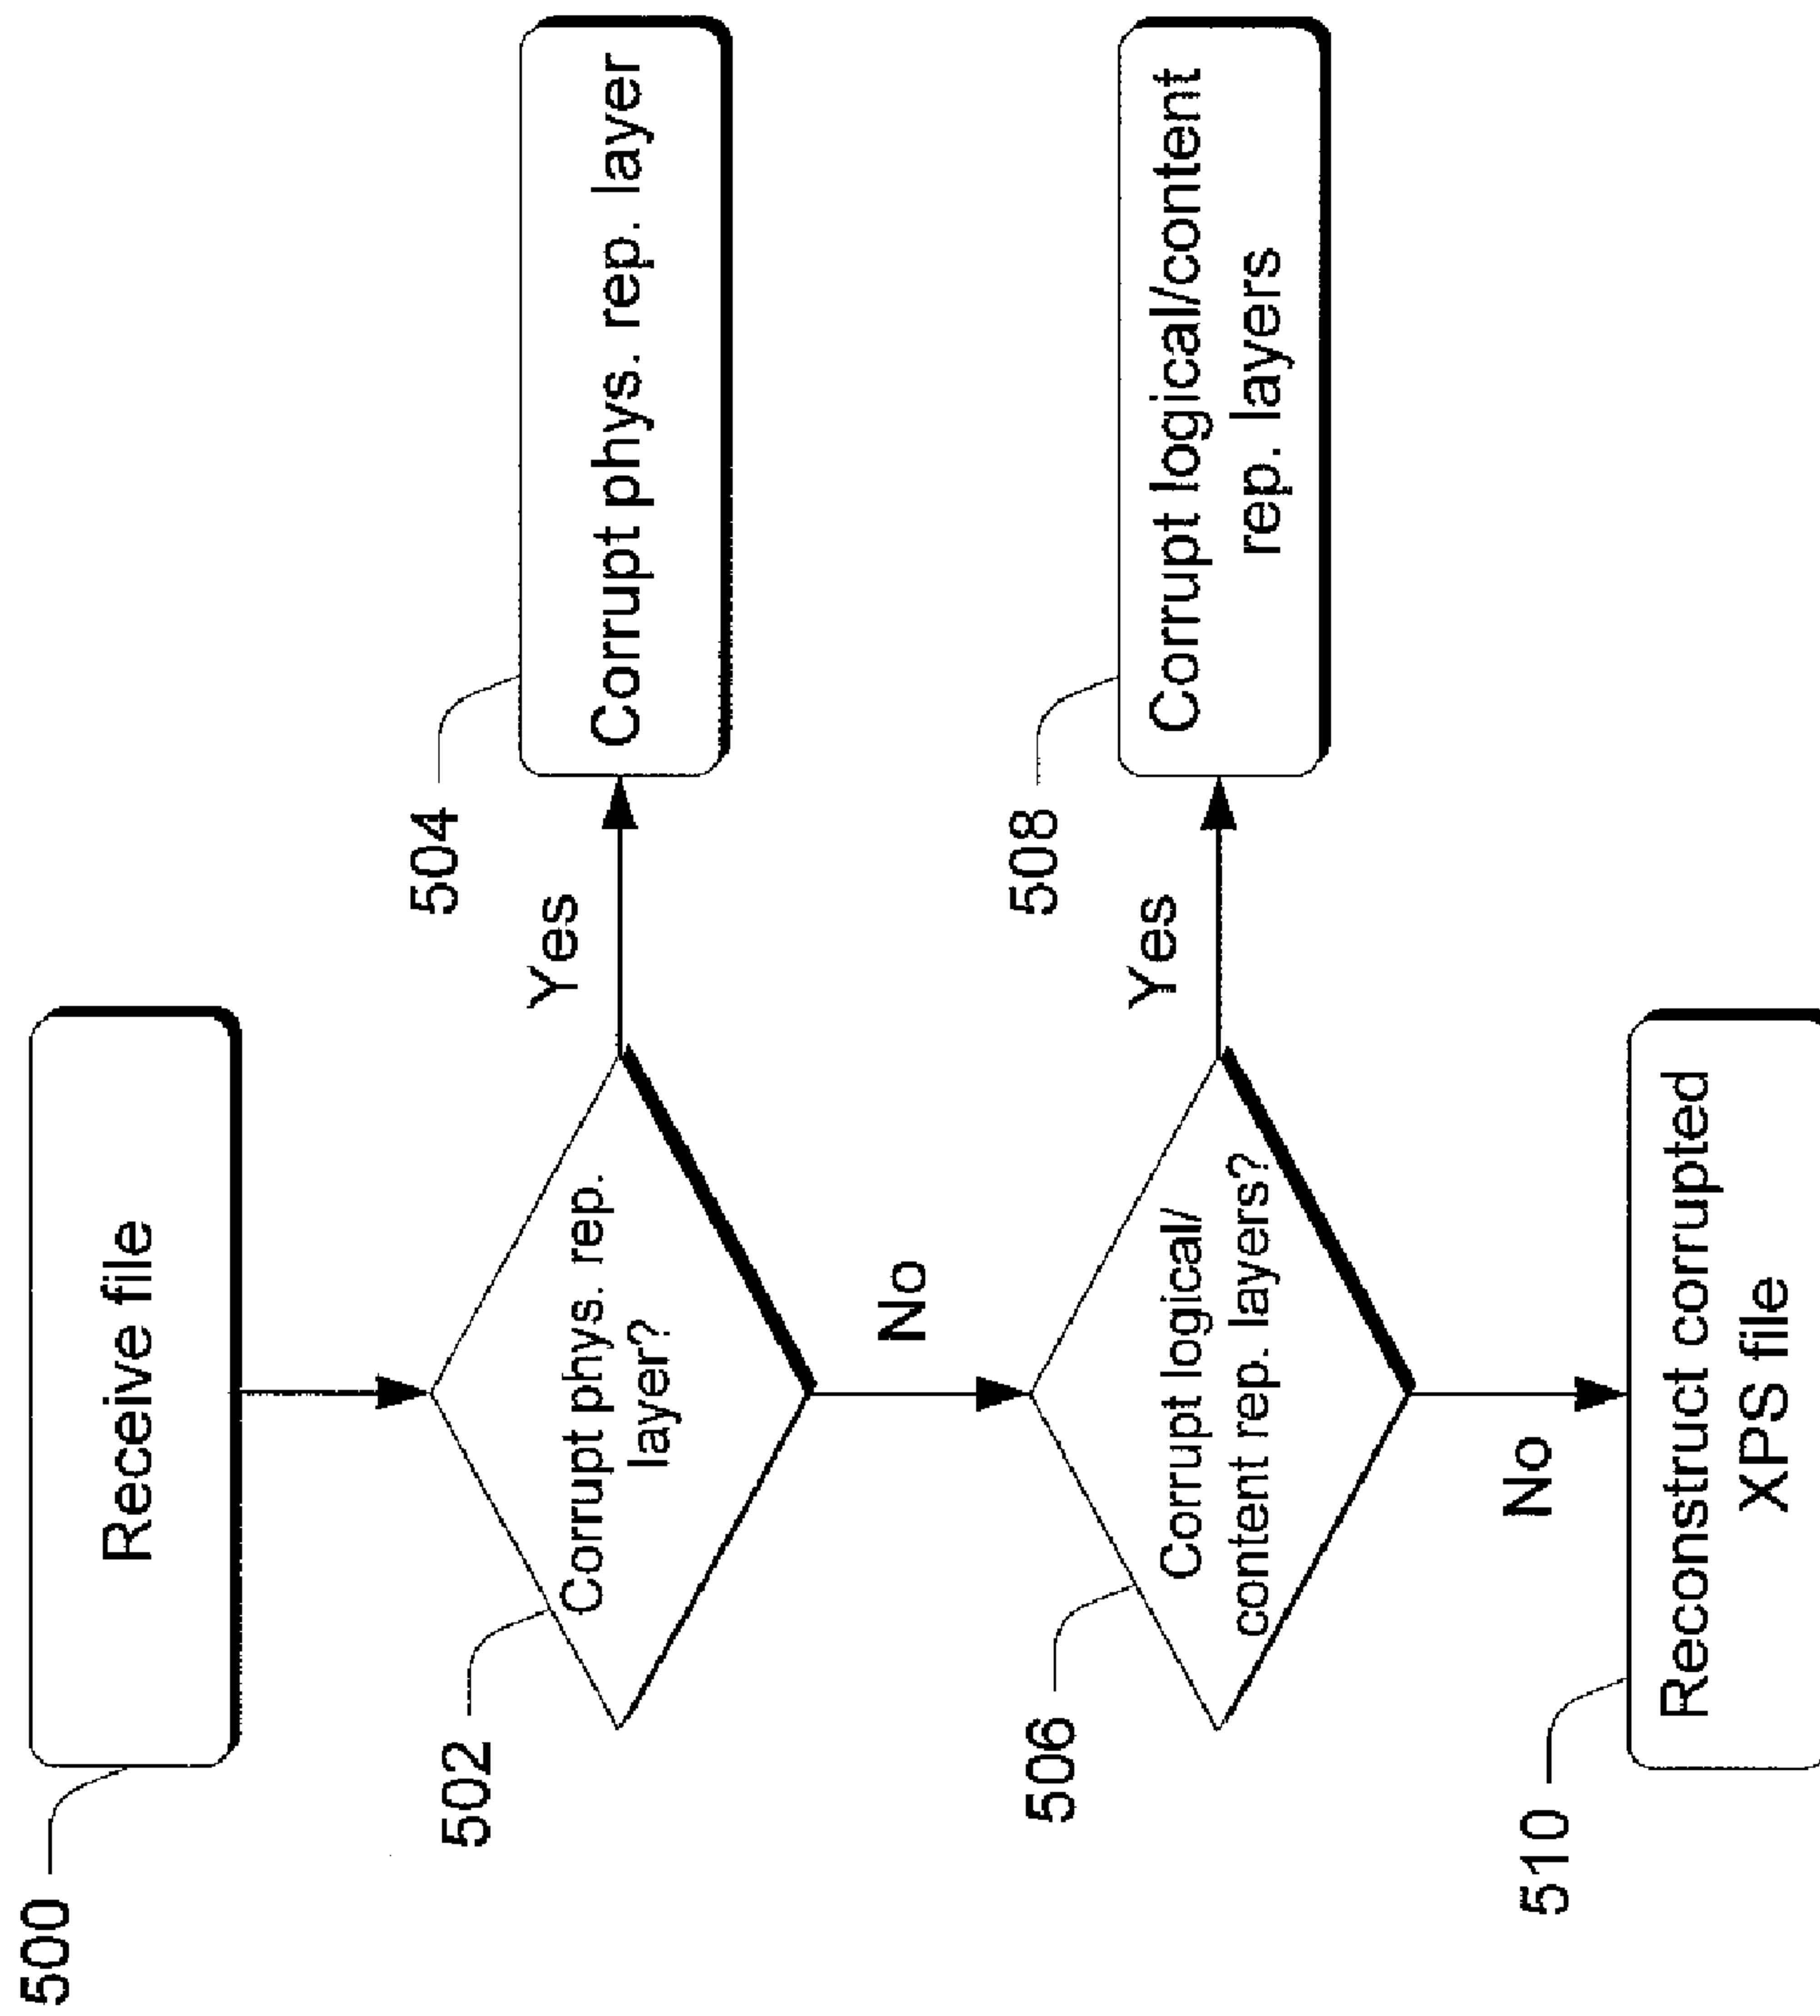 500
Receive file
502
Corrupt phys. rep.
layer?
Yes
504
Corrupt phys. rep. layer
No
506
Corrupt logical/
content rep. layers?
Yes
508
Corrupt logical/content
rep. layers
No
510
Reconstruct corrupted
XPS file